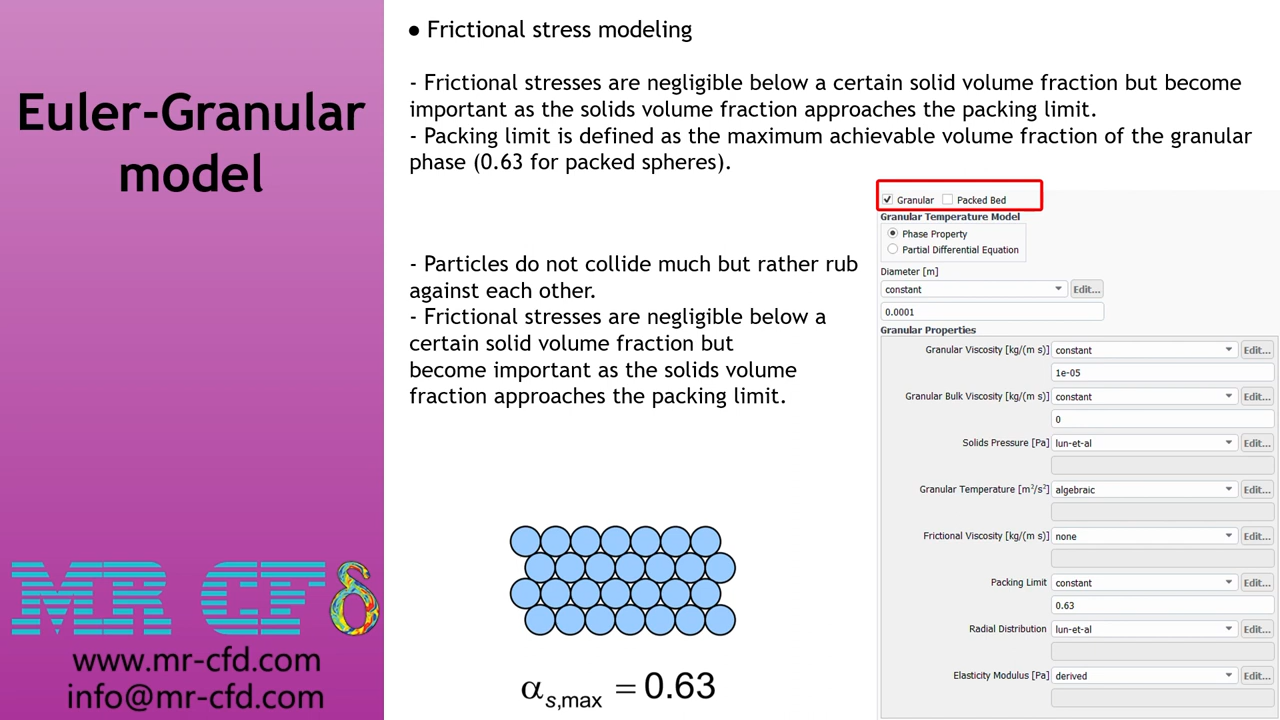 Euler-Granular
model
● Frictional stress modeling
- Frictional stresses are negligible below a certain solid volume fraction but become
important as the solids volume fraction approaches the packing limit.
- Packing limit is defined as the maximum achievable volume fraction of the granular
phase (0.63 for packed spheres).
- Particles do not collide much but rather rub
against each other.
- Frictional stresses are negligible below a
certain solid volume fraction but
become important as the solids volume
fraction approaches the packing limit.
αs,max = 0.63
Granular Packed Bed
Granular Temperature Model
Phase Property
Partial Differential Equation
Diameter [m]
constant Edit...
0.0001
Granular Properties
Granular Viscosity [kg/(m s)] constant Edit...
1e-05
Granular Bulk Viscosity [kg/(m s)] constant Edit...
0
Solids Pressure [Pa] lun-et-al Edit...
Granular Temperature [m²/s²] algebraic Edit...
Frictional Viscosity [kg/(m s)] none Edit...
Packing Limit constant Edit...
0.63
Radial Distribution lun-et-al Edit...
Elasticity Modulus [Pa] derived Edit...
MR CFδ
www.mr-cfd.com
info@mr-cfd.com